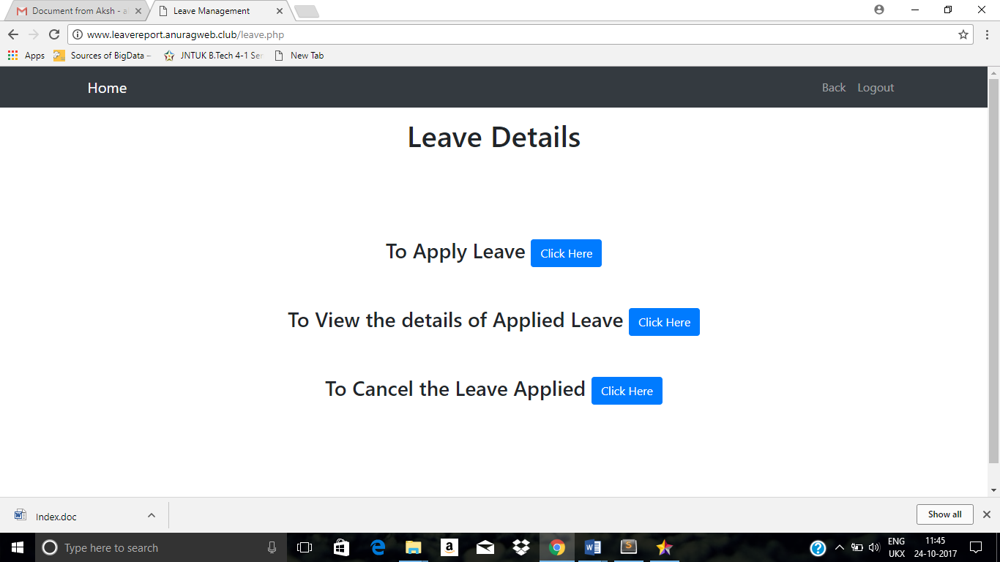 Document from Aksh - a
Leave Management
www.leavereport.anuragweb.club/leave.php
Apps Sources of BigData – JNTUK B.Tech 4-1 Ser New Tab
Home Back Logout
Leave Details
To Apply Leave Click Here
To View the details of Applied Leave Click Here
To Cancel the Leave Applied Click Here
Index.doc Show all
Type here to search
ENG 11:45
UKX 24-10-2017